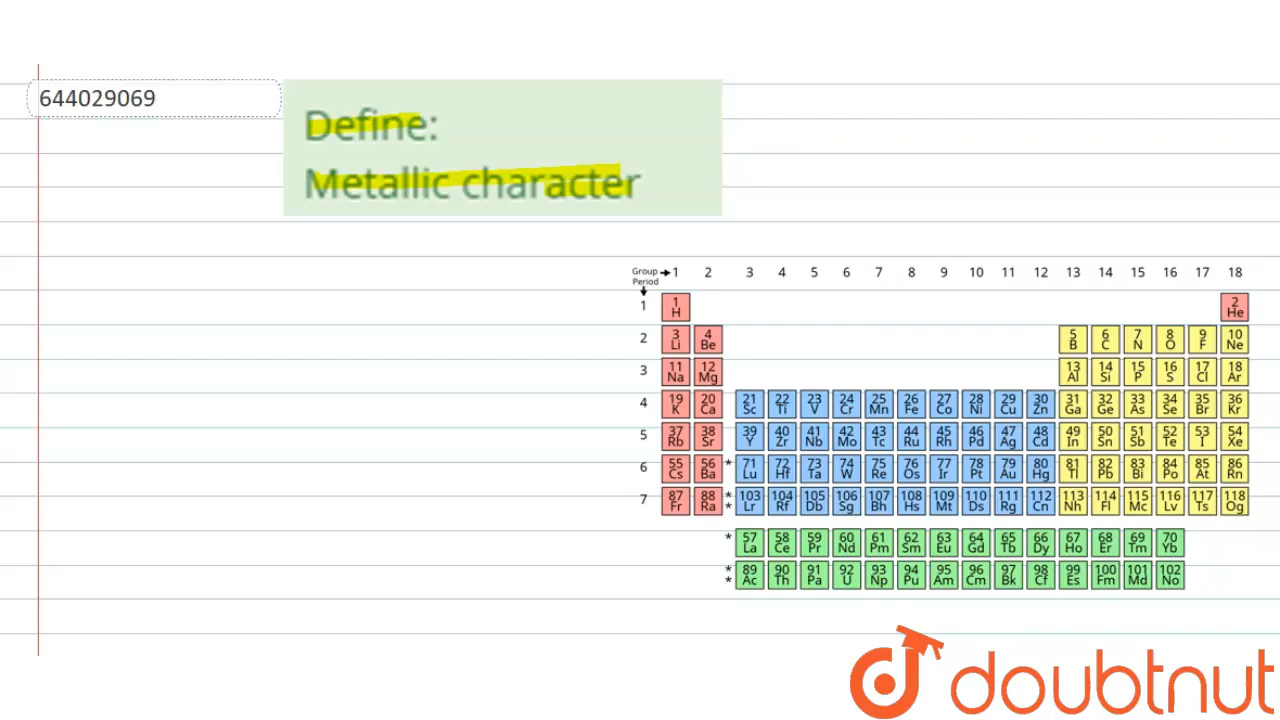 644029069
Define:
Metallic character
Group 1 2 3 4 5 6 7 8 9 10 11 12 13 14 15 16 17 18
Period
1 1 2
H He
2 3 4 5 6 7 8 9 10
Li Be B C N O F Ne
3 11 12 13 14 15 16 17 18
Na Mg Al Si P S Cl Ar
4 19 20 21 22 23 24 25 26 27 28 29 30 31 32 33 34 35 36
K Ca Sc Ti V Cr Mn Fe Co Ni Cu Zn Ga Ge As Se Br Kr
5 37 38 39 40 41 42 43 44 45 46 47 48 49 50 51 52 53 54
Rb Sr Y Zr Nb Mo Tc Ru Rh Pd Ag Cd In Sn Sb Te I Xe
6 55 56 * 71 72 73 74 75 76 77 78 79 80 81 82 83 84 85 86
Cs Ba Lu Hf Ta W Re Os Ir Pt Au Hg Tl Pb Bi Po At Rn
7 87 88 * 103 104 105 106 107 108 109 110 111 112 113 114 115 116 117 118
Fr Ra * Lr Rf Db Sg Bh Hs Mt Ds Rg Cn Nh Fl Mc Lv Ts Og
* 57 58 59 60 61 62 63 64 65 66 67 68 69 70
La Ce Pr Nd Pm Sm Eu Gd Tb Dy Ho Er Tm Yb
* 89 90 91 92 93 94 95 96 97 98 99 100 101 102
* Ac Th Pa U Np Pu Am Cm Bk Cf Es Fm Md No
doubtnut